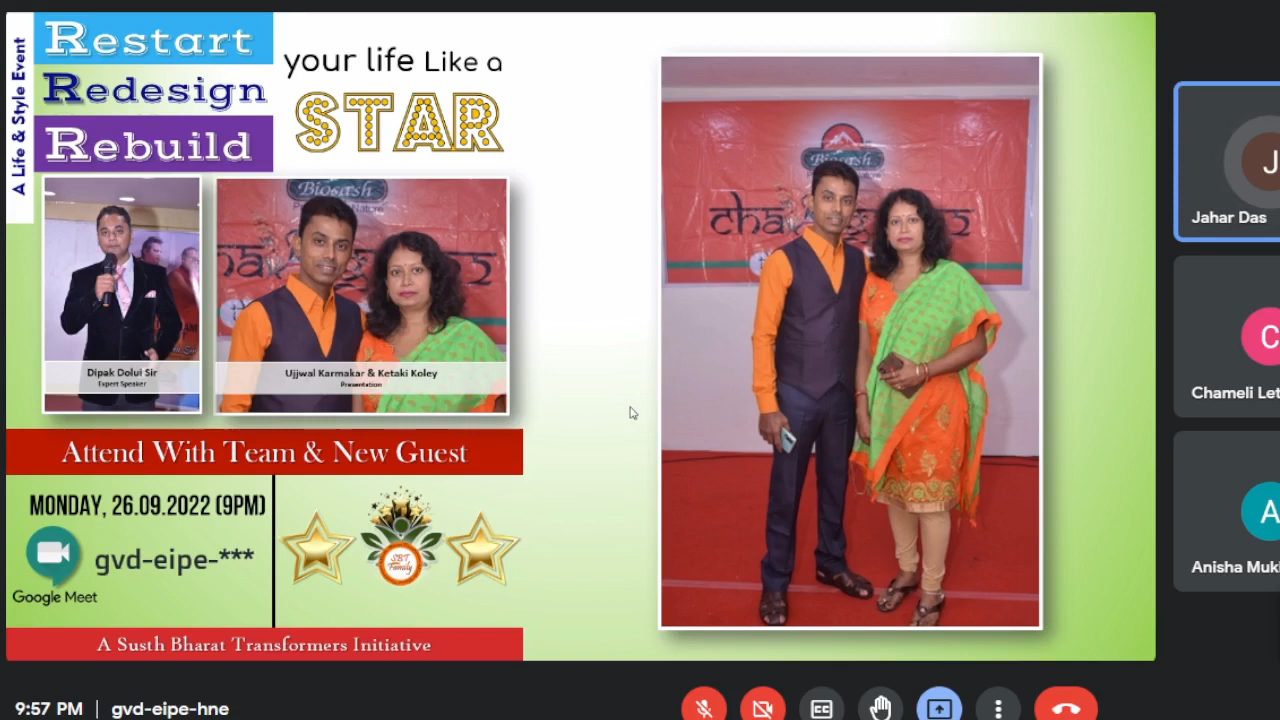 A Life & Style Event
Restart
Redesign
Rebuild
your life Like a
STAR
Biosash
Dipak Dolui Sir
Expert Speaker
Ujjwal Karmakar & Ketaki Koley
Presentation
Attend With Team & New Guest
MONDAY, 26.09.2022 (9PM)
gvd-eipe-***
Google Meet
SBT
Family
A Susth Bharat Transformers Initiative
Biosash
J
Jahar Das
C
Chameli Let
A
Anisha Muk
9:57 PM | gvd-eipe-hne